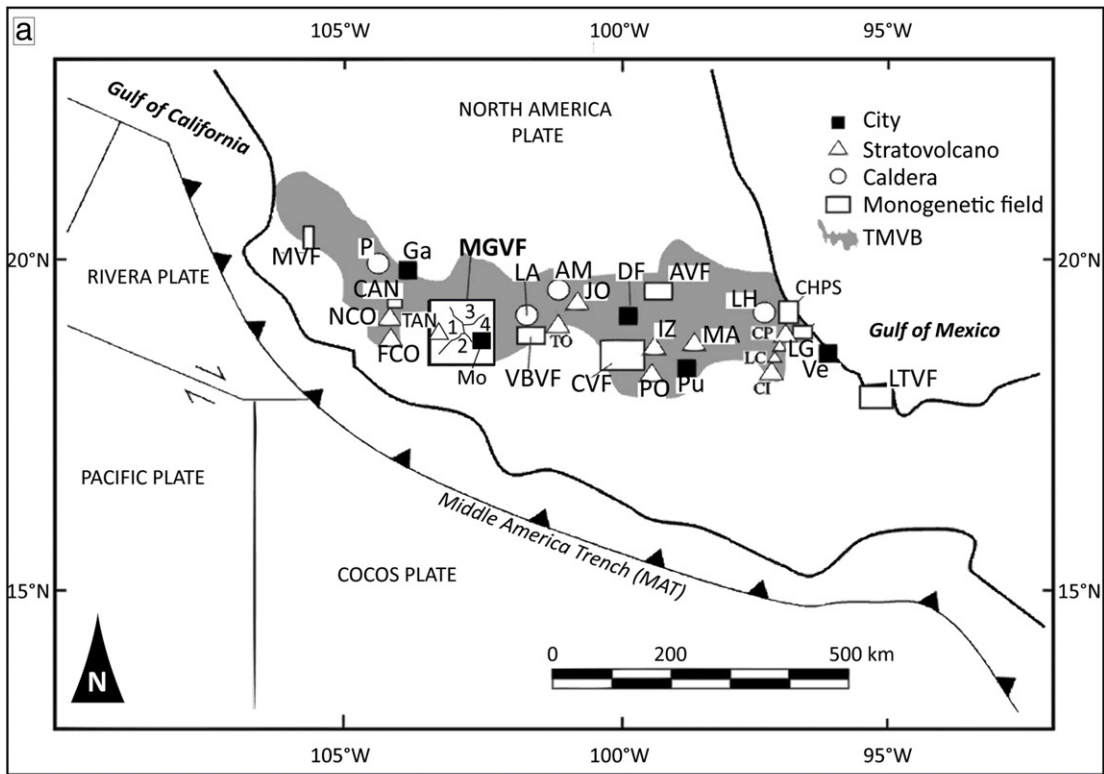 a
105°W 100°W 95°W
Gulf of California
NORTH AMERICA
PLATE
City
Stratovolcano
Caldera
Monogenetic field
TMVB
20°N
20°N
RIVERA PLATE
MVF
P
Ga
MGVF
LA
AM
JO
DF
AVF
LH
CHPS
CAN
NCO
TAN
FCO
1
2
3
4
Mo
TO
VBVF
CVF
IZ
MA
PO
Pu
CP
LG
LC
CI
Ve
LTVF
Gulf of Mexico
PACIFIC PLATE
Middle America Trench (MAT)
COCOS PLATE
15°N
15°N
0 200 500 km
N
105°W 100°W 95°W